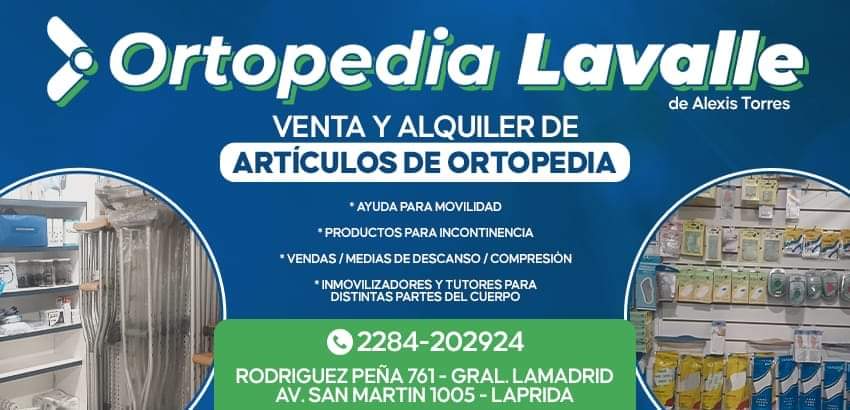 Ortopedia Lavalle
de Alexis Torres
VENTA Y ALQUILER DE
ARTÍCULOS DE ORTOPEDIA
* AYUDA PARA MOVILIDAD
* PRODUCTOS PARA INCONTINENCIA
* VENDAS / MEDIAS DE DESCANSO / COMPRESIÓN
* INMOVILIZADORES Y TUTORES PARA
DISTINTAS PARTES DEL CUERPO
2284-202924
RODRIGUEZ PEÑA 761 - GRAL. LAMADRID
AV. SAN MARTIN 1005 - LAPRIDA